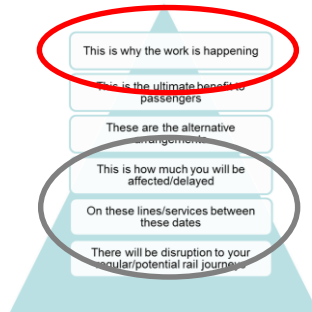 This is why the work is happening
This is the ultimate benefit to
passengers
These are the alternative
arrangements
This is how much you will be
affected/delayed
On these lines/services between
these dates
There will be disruption to your
regular/potential rail journeys